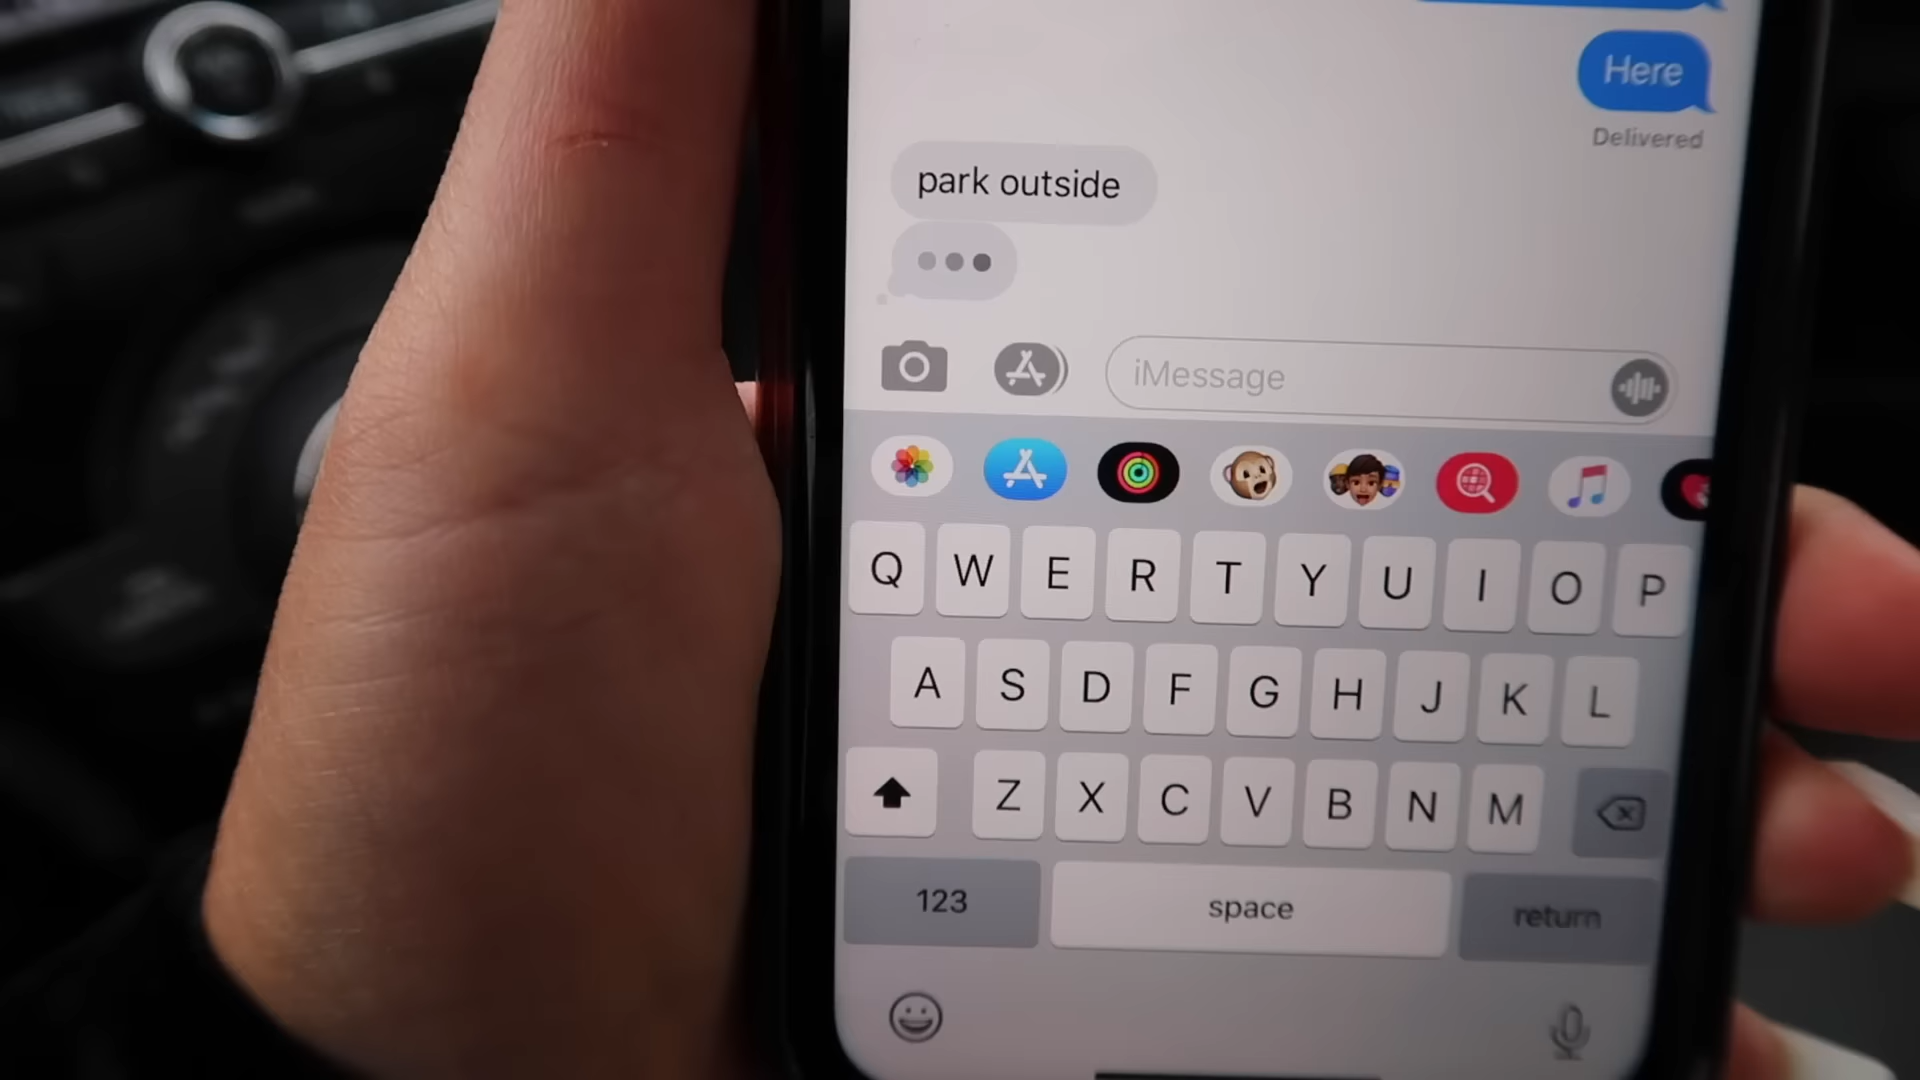 Here
Delivered
park outside
iMessage
Q W E R T Y U I O P
A S D F G H J K L
Z X C V B N M
123 space return